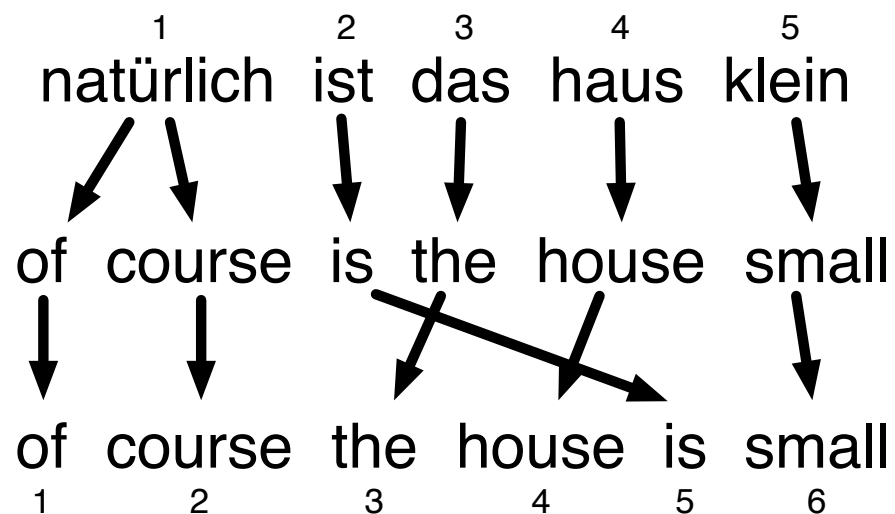 1 2 3 4 5
natürlich ist das haus klein
of course is the house small
of course the house is small
1 2 3 4 5 6